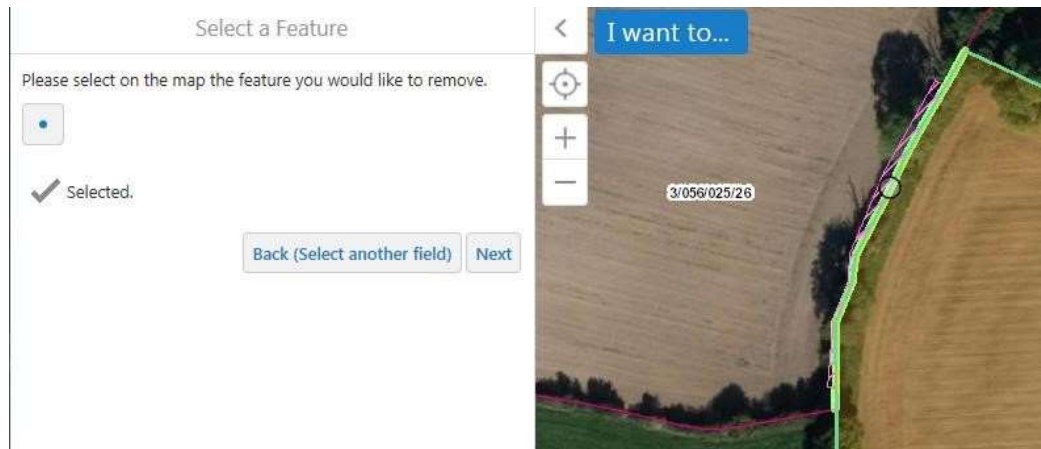 Select a Feature
Please select on the map the feature you would like to remove.
Selected.
Back (Select another field)
Next
I want to...
3/056/025/26